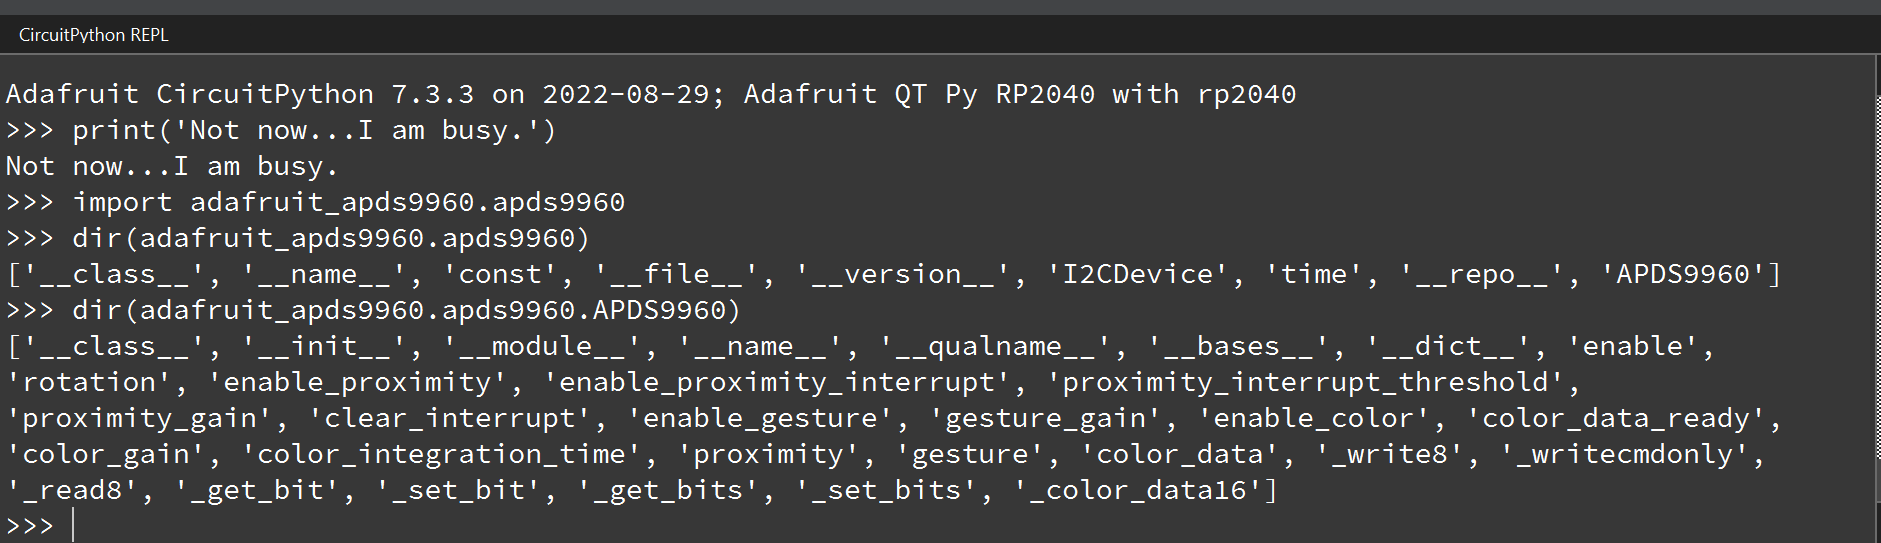 CircuitPython REPL
Adafruit CircuitPython 7.3.3 on 2022-08-29; Adafruit QT Py RP2040 with rp2040
>>> print('Not now...I am busy.')
Not now...I am busy.
>>> import adafruit_apds9960.apds9960
>>> dir(adafruit_apds9960.apds9960)
['__class__', '__name__', 'const', '__file__', '__version__', 'I2CDevice', 'time', '__repo__', 'APDS9960']
>>> dir(adafruit_apds9960.apds9960.APDS9960)
['__class__', '__init__', '__module__', '__name__', '__qualname__', '__bases__', '__dict__', 'enable',
'rotation', 'enable_proximity', 'enable_proximity_interrupt', 'proximity_interrupt_threshold',
'proximity_gain', 'clear_interrupt', 'enable_gesture', 'gesture_gain', 'enable_color', 'color_data_ready',
'color_gain', 'color_integration_time', 'proximity', 'gesture', 'color_data', '_write8', '_writecmdonly',
'_read8', '_get_bit', '_set_bit', '_get_bits', '_set_bits', '_color_data16']
>>>